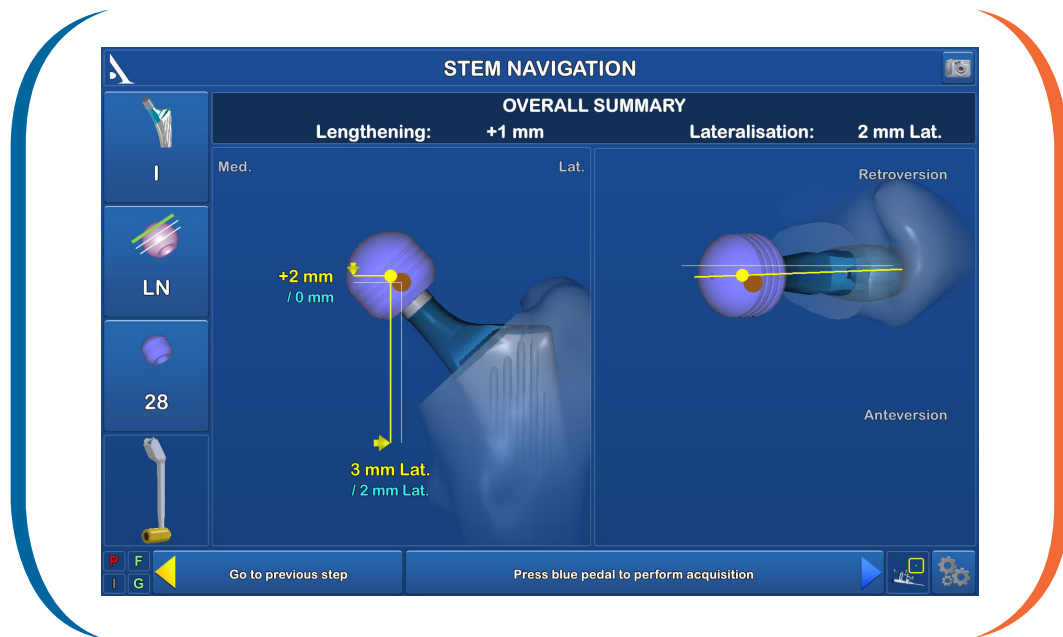 STEM NAVIGATION
OVERALL SUMMARY
Lengthening: +1 mm Lateralisation: 2 mm Lat.
I
LN
28
Med. Lat.
+2 mm
/ 0 mm
3 mm Lat.
/ 2 mm Lat.
Retroversion
Anteversion
P F
I G
Go to previous step
Press blue pedal to perform acquisition